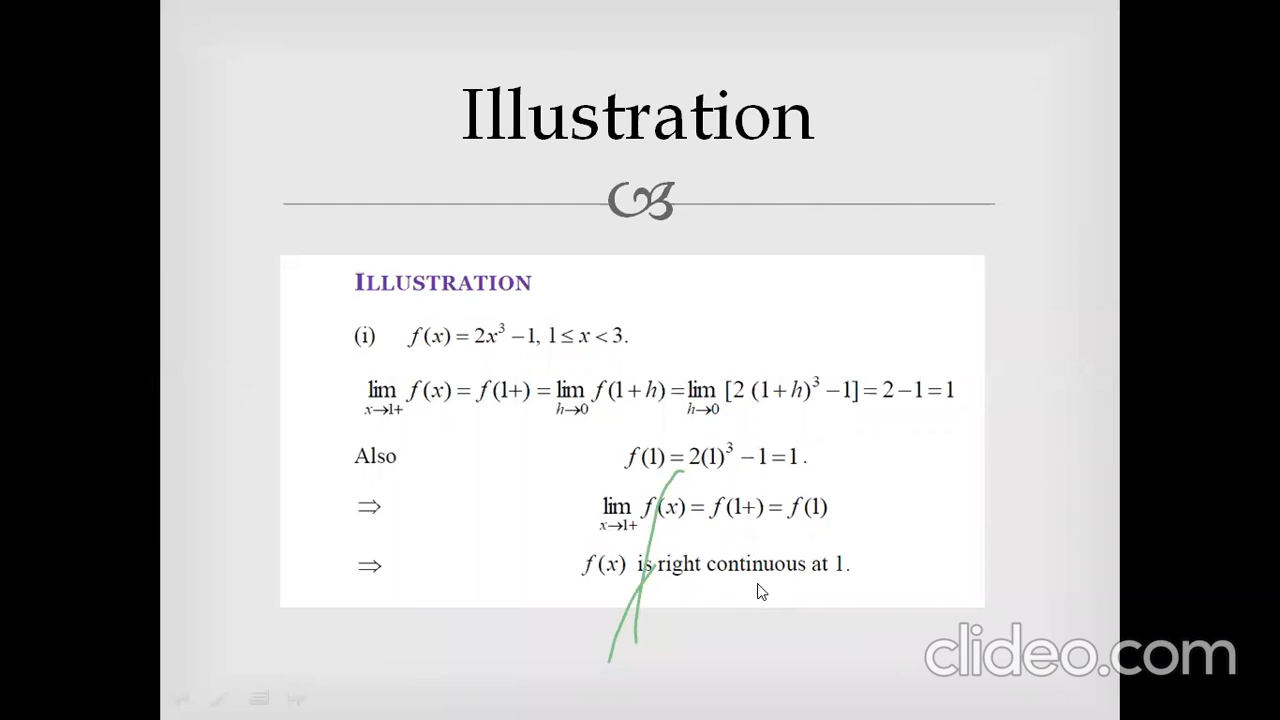 Illustration
ILLUSTRATION
(i) f(x) = 2x³ − 1, 1 ≤ x < 3.
lim x→1+ f(x) = f(1+) = lim h→0 f(1 + h) = lim h→0 [2 (1 + h)³ − 1] = 2 − 1 = 1
Also f(1) = 2(1)³ − 1 = 1.
⇒ lim x→1+ f(x) = f(1+) = f(1)
⇒ f(x) is right continuous at 1.
clideo.com